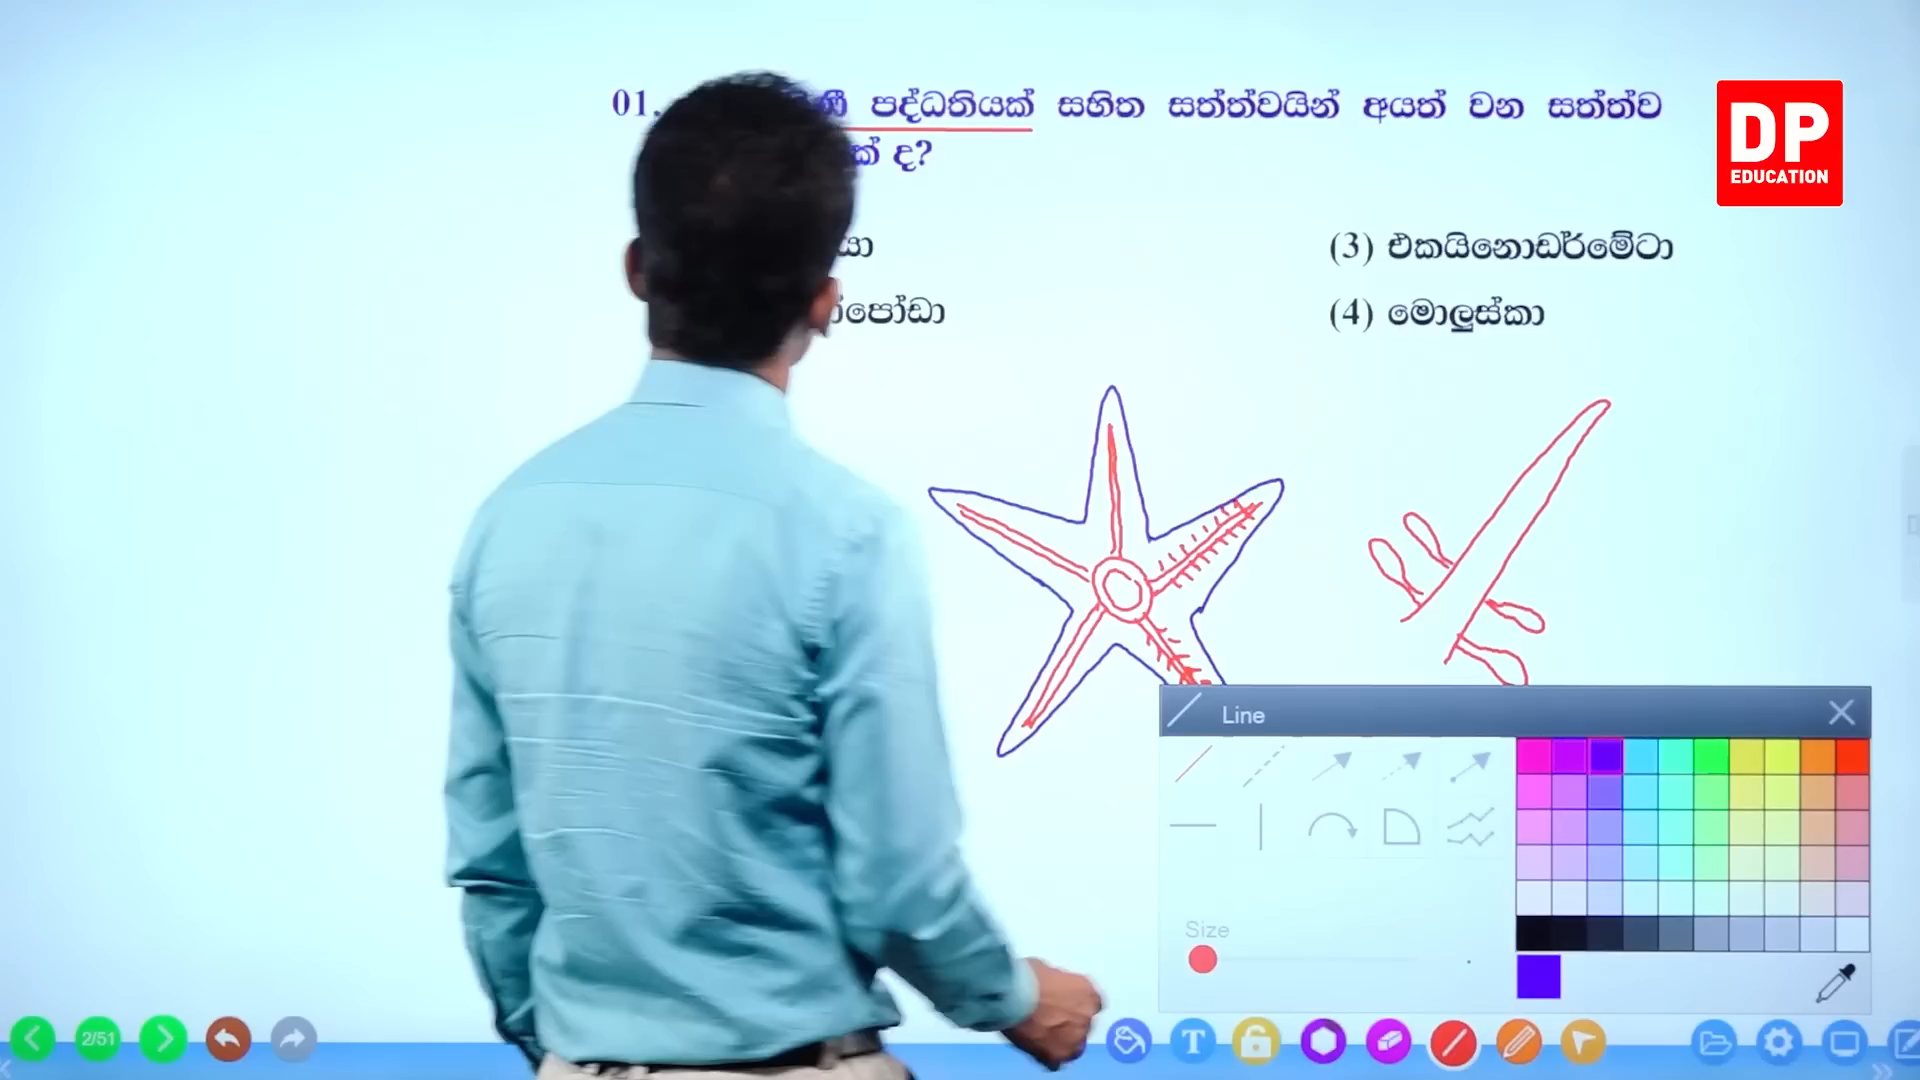 01. පද්ධතියක් සහිත සත්ත්වයින් අයත් වන සත්ත්ව
ද?
(3) එකයිනොඩර්මේටා
(4) මොලුස්කා
DP
EDUCATION
Line
Size
2/51
T